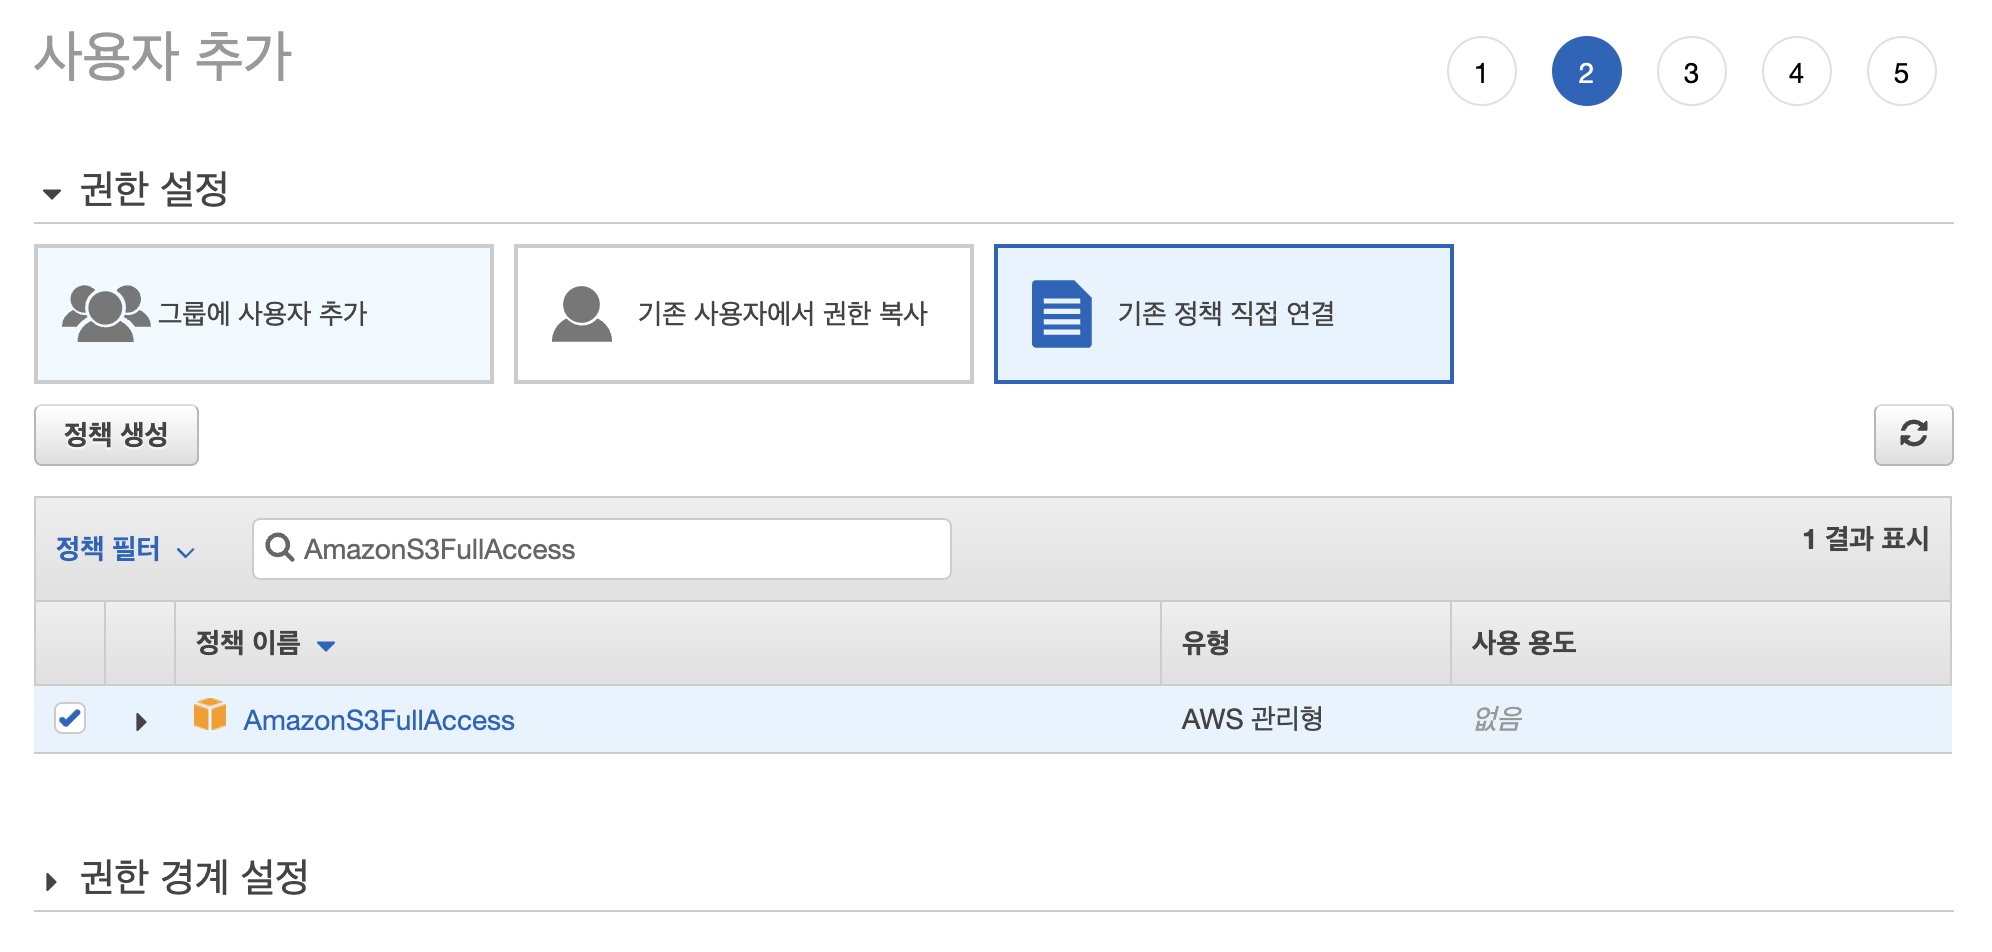 사용자 추가
1 2 3 4 5
권한 설정
그룹에 사용자 추가
기존 사용자에서 권한 복사
기존 정책 직접 연결
정책 생성
정책 필터
AmazonS3FullAccess
1 결과 표시
정책 이름 유형 사용 용도
AmazonS3FullAccess AWS 관리형 없음
권한 경계 설정